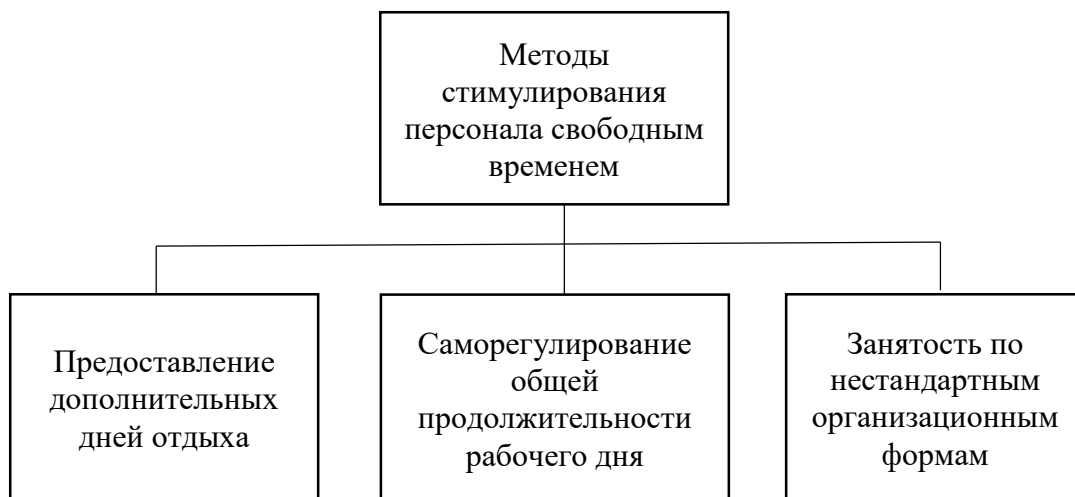 Методы
стимулирования
персонала свободным
временем
Предоставление
дополнительных
дней отдыха
Саморегулирование
общей
продолжительности
рабочего дня
Занятость по
нестандартным
организационным
формам